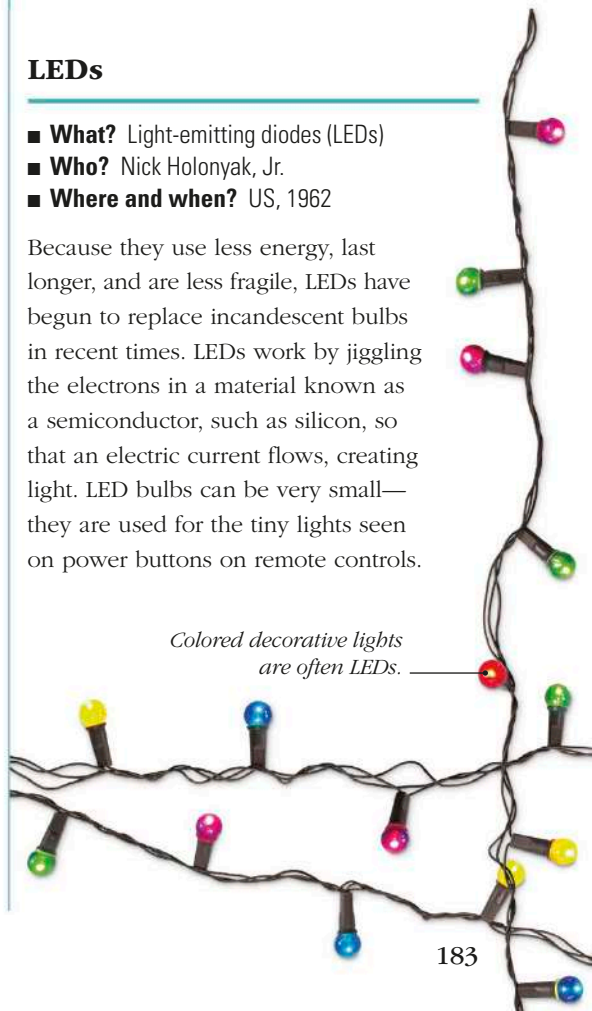 LEDs
■ What? Light-emitting diodes (LEDs)
■ Who? Nick Holonyak, Jr.
■ Where and when? US, 1962
Because they use less energy, last
longer, and are less fragile, LEDs have
begun to replace incandescent bulbs
in recent times. LEDs work by jiggling
the electrons in a material known as
a semiconductor, such as silicon, so
that an electric current flows, creating
light. LED bulbs can be very small—
they are used for the tiny lights seen
on power buttons on remote controls.
Colored decorative lights
are often LEDs.
183